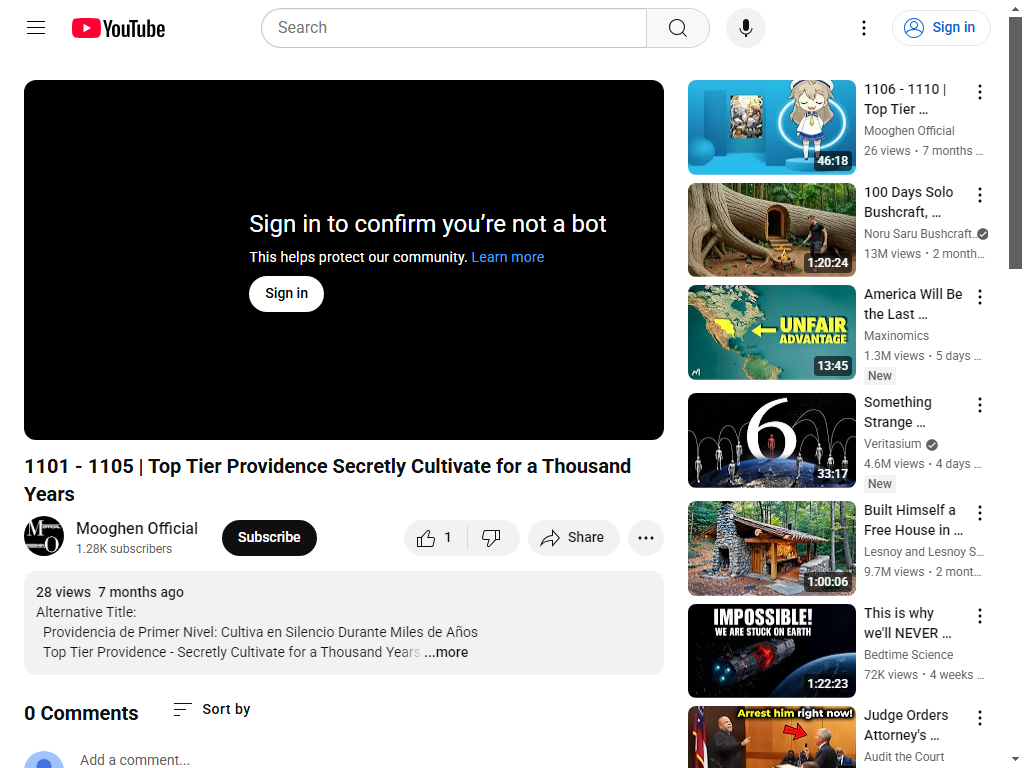 YouTube
Search
Sign in
Sign in to confirm you’re not a bot
This helps protect our community. Learn more
Sign in
1101 - 1105 | Top Tier Providence Secretly Cultivate for a Thousand
Years
Mooghen Official
1.28K subscribers
Subscribe
1
Share
28 views 7 months ago
Alternative Title:
Providencia de Primer Nivel: Cultiva en Silencio Durante Miles de Años
Top Tier Providence - Secretly Cultivate for a Thousand Years ...more
0 Comments
Sort by
Add a comment...
46:18
1106 - 1110 |
Top Tier ...
Mooghen Official
26 views • 7 months ...
1:20:24
100 Days Solo
Bushcraft, ...
Noru Saru Bushcraft...
13M views • 2 month...
UNFAIR
ADVANTAGE
13:45
America Will Be
the Last ...
Maxinomics
1.3M views • 5 days ...
New
6
33:17
Something
Strange ...
Veritasium
4.6M views • 4 days ...
New
1:00:06
Built Himself a
Free House in ...
Lesnoy and Lesnoy S...
9.7M views • 2 mont...
IMPOSSIBLE!
WE ARE STUCK ON EARTH
1:22:23
This is why
we'll NEVER ...
Bedtime Science
72K views • 4 weeks ...
Arrest him right now!
Judge Orders
Attorney's ...
Audit the Court